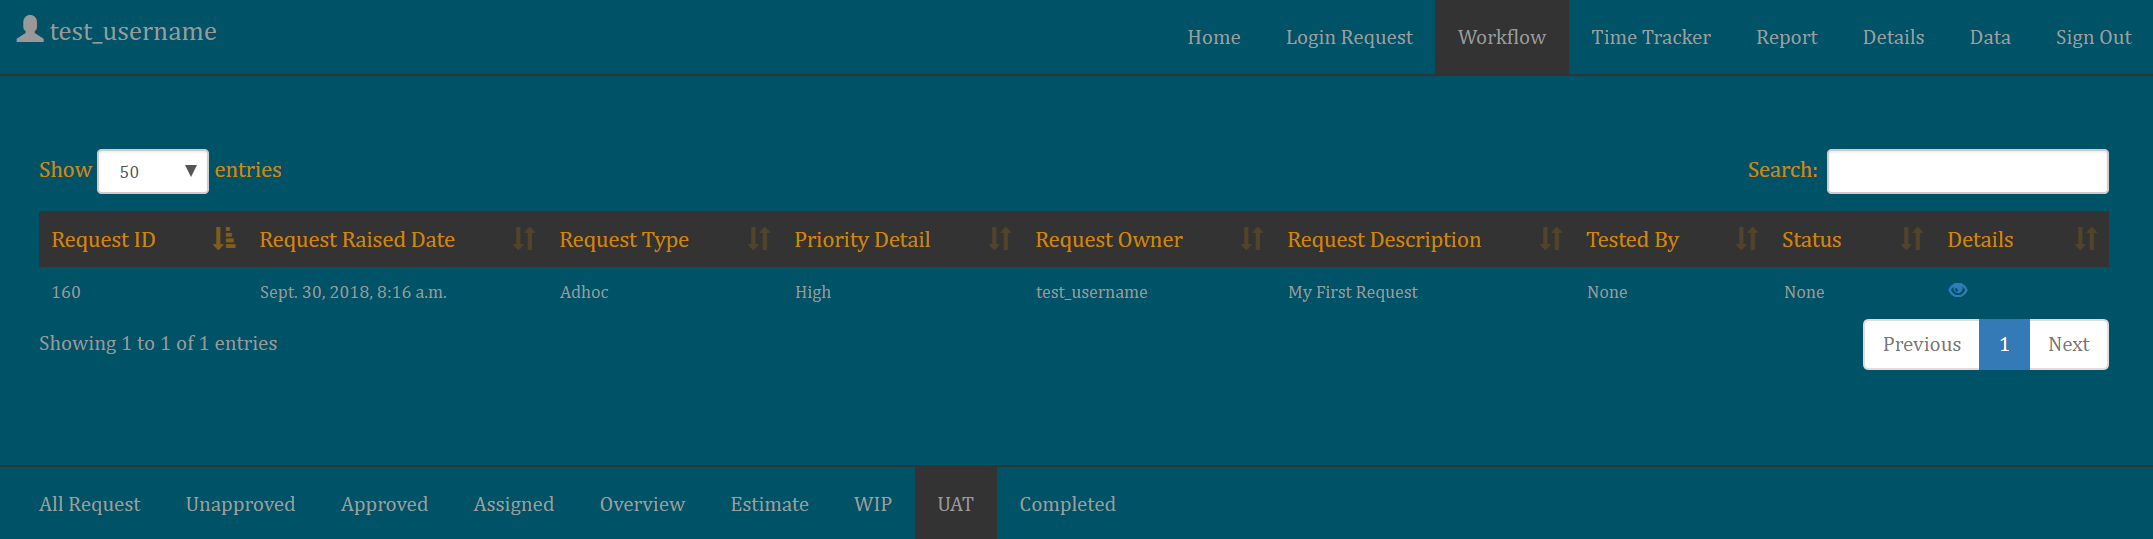 test_username
Home Login Request Workflow Time Tracker Report Details Data Sign Out
Show 50 entries
Search:
Request ID Request Raised Date Request Type Priority Detail Request Owner Request Description Tested By Status Details
160 Sept. 30, 2018, 8:16 a.m. Adhoc High test_username My First Request None None
Showing 1 to 1 of 1 entries
Previous 1 Next
All Request Unapproved Approved Assigned Overview Estimate WIP UAT Completed